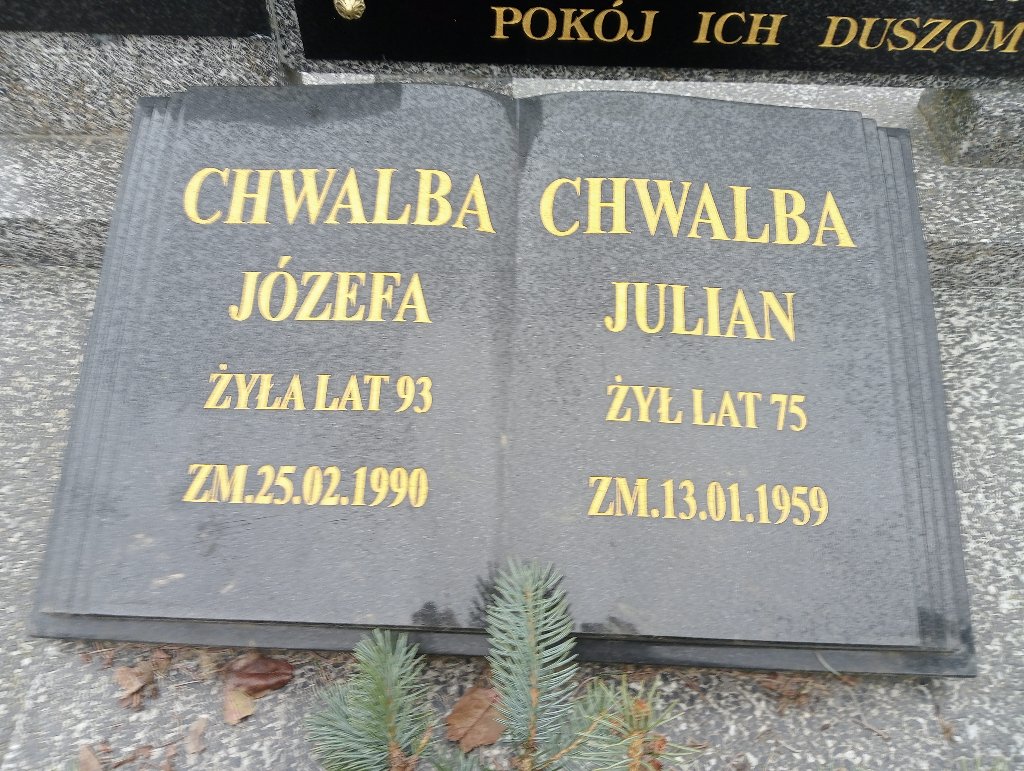 POKÓJ ICH DUSZOM
CHWALBA
JÓZEFA
ŻYŁA LAT 93
ZM.25.02.1990
CHWALBA
JULIAN
ŻYŁ LAT 75
ZM.13.01.1959